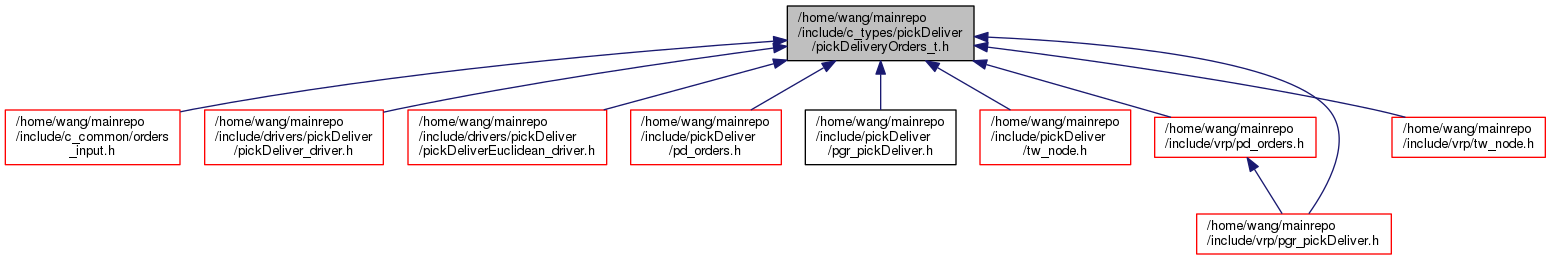 /home/wang/mainrepo
/include/c_types/pickDeliver
/pickDeliveryOrders_t.h
/home/wang/mainrepo
/include/c_common/orders
_input.h
/home/wang/mainrepo
/include/drivers/pickDeliver
/pickDeliver_driver.h
/home/wang/mainrepo
/include/drivers/pickDeliver
/pickDeliverEuclidean_driver.h
/home/wang/mainrepo
/include/pickDeliver
/pd_orders.h
/home/wang/mainrepo
/include/pickDeliver
/pgr_pickDeliver.h
/home/wang/mainrepo
/include/pickDeliver
/tw_node.h
/home/wang/mainrepo
/include/vrp/pd_orders.h
/home/wang/mainrepo
/include/vrp/tw_node.h
/home/wang/mainrepo
/include/vrp/pgr_pickDeliver.h